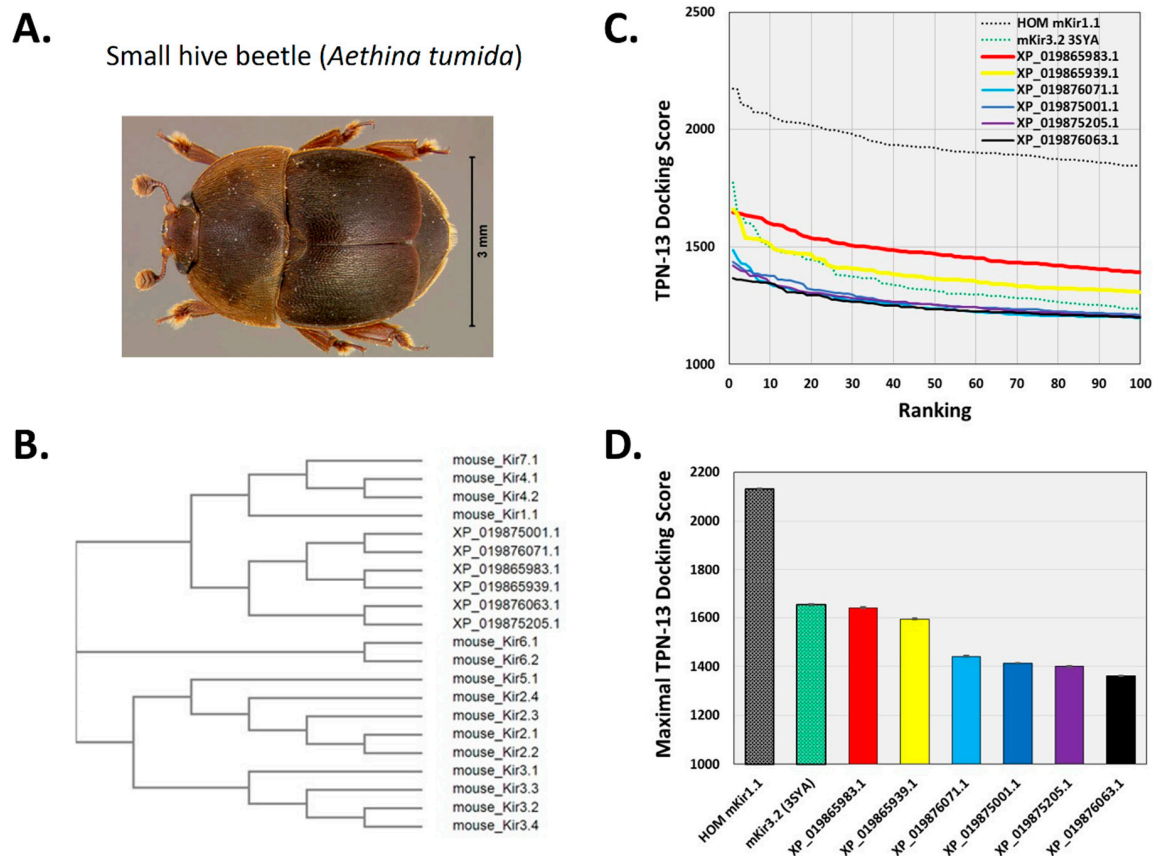 A.
Small hive beetle (Aethina tumida)
3 mm
B.
mouse_Kir7.1
mouse_Kir4.1
mouse_Kir4.2
mouse_Kir1.1
XP_019875001.1
XP_019876071.1
XP_019865983.1
XP_019865939.1
XP_019876063.1
XP_019875205.1
mouse_Kir6.1
mouse_Kir6.2
mouse_Kir5.1
mouse_Kir2.4
mouse_Kir2.3
mouse_Kir2.1
mouse_Kir2.2
mouse_Kir3.1
mouse_Kir3.3
mouse_Kir3.2
mouse_Kir3.4
C.
TPN-13 Docking Score
2500
2000
1500
1000
HOM mKir1.1
mKir3.2 3SYA
XP_019865983.1
XP_019865939.1
XP_019876071.1
XP_019875001.1
XP_019875205.1
XP_019876063.1
0 10 20 30 40 50 60 70 80 90 100
Ranking
D.
Maximal TPN-13 Docking Score
2200
2000
1800
1600
1400
1200
1000
HOM mKir1.1
mKir3.2 (3SYA)
XP_019865983.1
XP_019865939.1
XP_019876071.1
XP_019875001.1
XP_019875205.1
XP_019876063.1